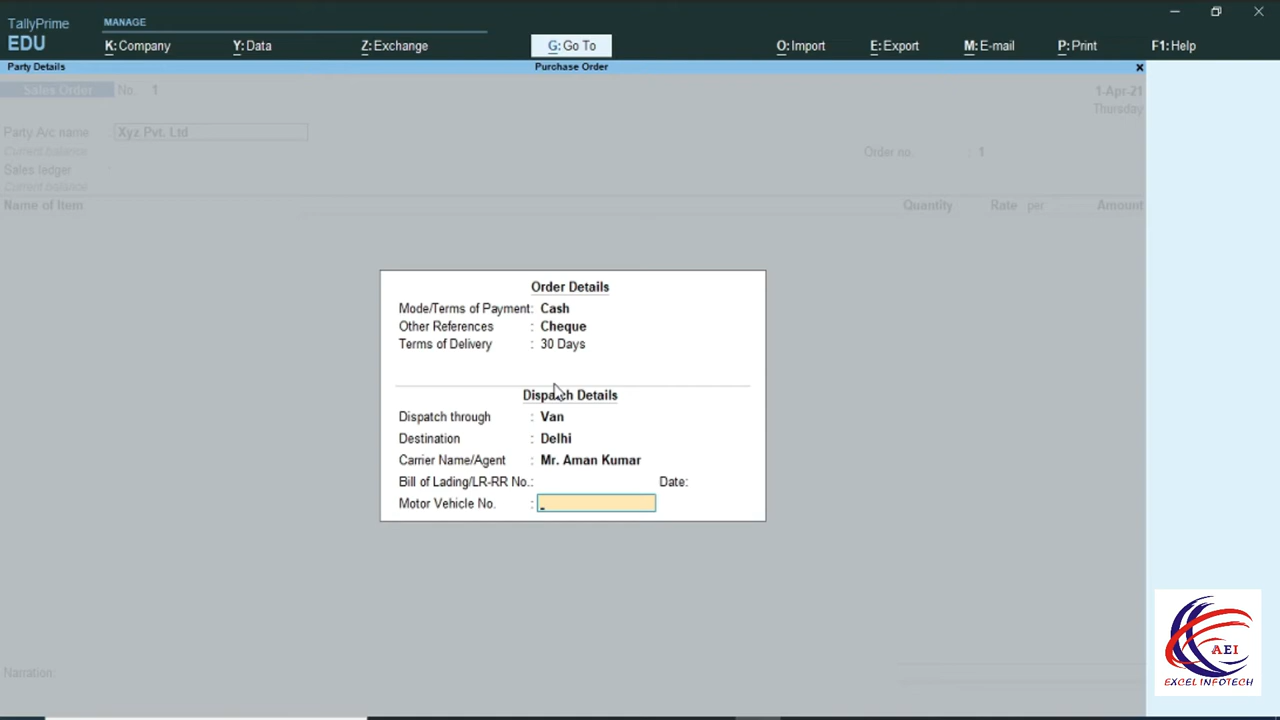 TallyPrime
MANAGE
EDU
K: Company
Y: Data
Z: Exchange
G: Go To
O: Import
E: Export
M: E-mail
P: Print
F1: Help
Party Details
Purchase Order
x
Sales Order
No. 1
1-Apr-21
Thursday
Party A/c name
Xyz Pvt. Ltd
Current balance
Order no. : 1
Sales ledger
Current balance
Name of Item
Quantity Rate per Amount
Order Details
Mode/Terms of Payment: Cash
Other References : Cheque
Terms of Delivery : 30 Days
Dispatch Details
Dispatch through : Van
Destination : Delhi
Carrier Name/Agent : Mr. Aman Kumar
Bill of Lading/LR-RR No.: Date:
Motor Vehicle No. :
Narration:
AEI
EXCEL INFOTECH